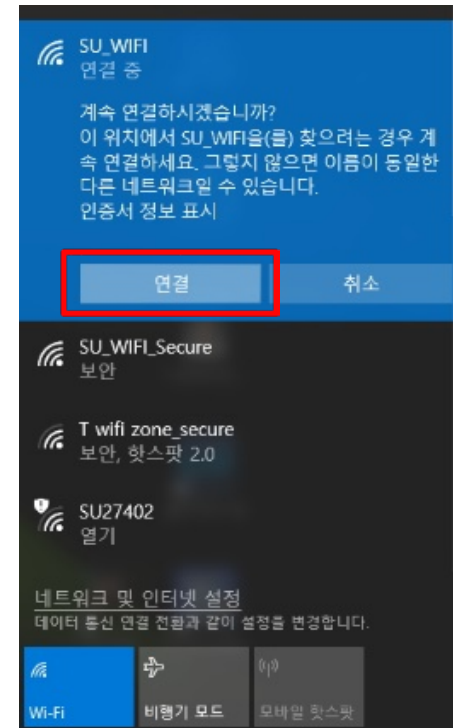 SU_WIFI
연결 중
계속 연결하시겠습니까?
이 위치에서 SU_WIFI을(를) 찾으려는 경우 계
속 연결하세요. 그렇지 않으면 이름이 동일한
다른 네트워크일 수 있습니다.
인증서 정보 표시
연결 취소
SU_WIFI_Secure
보안
T wifi zone_secure
보안, 핫스팟 2.0
SU27402
열기
네트워크 및 인터넷 설정
데이터 통신 연결 전환과 같이 설정을 변경합니다.
Wi-Fi 비행기 모드 모바일 핫스팟